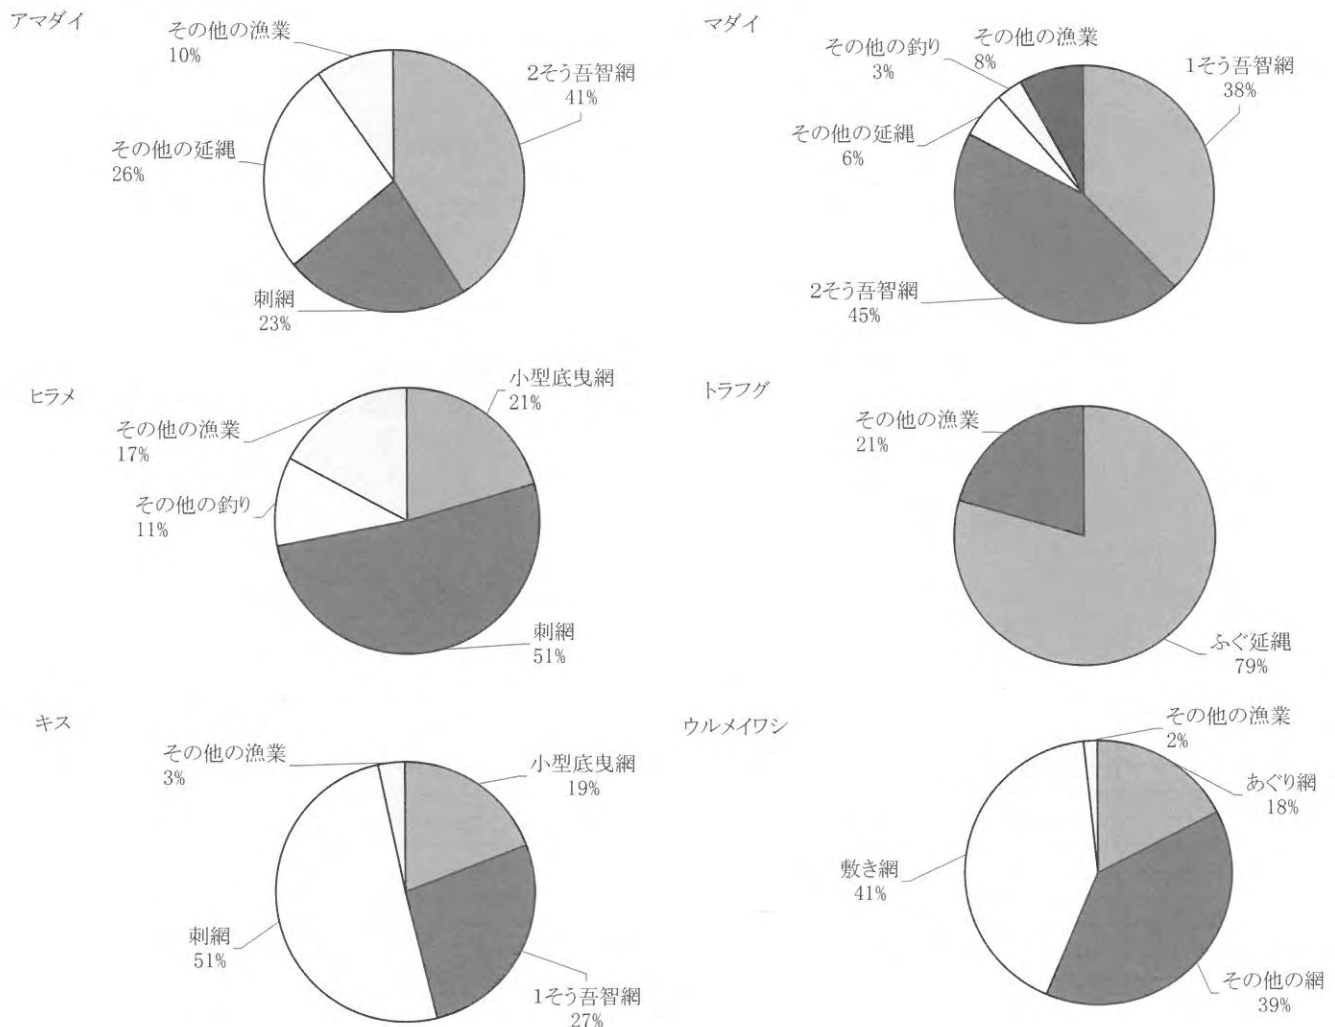 アマダイ
その他の漁業
10%
2そう吾智網
41%
その他の延縄
26%
刺網
23%
マダイ
その他の釣り
3%
その他の漁業
8%
1そう吾智網
38%
その他の延縄
6%
2そう吾智網
45%
ヒラメ
小型底曳網
21%
その他の漁業
17%
その他の釣り
11%
刺網
51%
トラフグ
その他の漁業
21%
ふぐ延縄
79%
キス
その他の漁業
3%
小型底曳網
19%
刺網
51%
1そう吾智網
27%
ウルメイワシ
その他の漁業
2%
あぐり網
18%
敷き網
41%
その他の網
39%